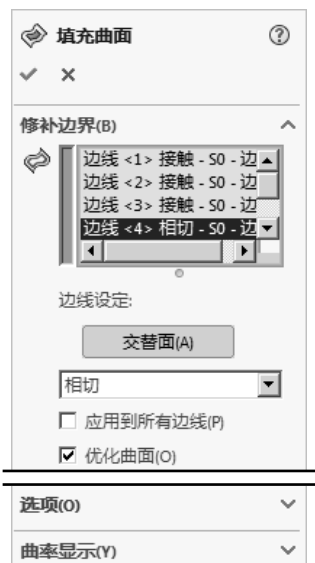 填充曲面
修补边界(B)
边线 <1> 接触 - S0 - 边
边线 <2> 接触 - S0 - 边
边线 <3> 接触 - S0 - 边
边线 <4> 相切 - S0 - 边
边线设定:
交替面(A)
相切
应用到所有边线(P)
优化曲面(O)
选项(O)
曲率显示(Y)